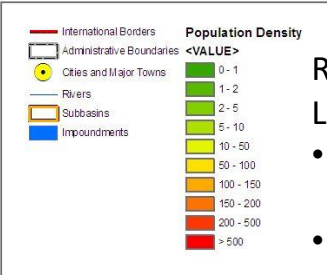 International Borders
Administrative Boundaries
Cities and Major Towns
Rivers
Subbasins
Impoundments
Population Density
<VALUE>
0 - 1
1 - 2
2 - 5
5 - 10
10 - 50
50 - 100
100 - 150
150 - 200
200 - 500
> 500
R
L
•
•